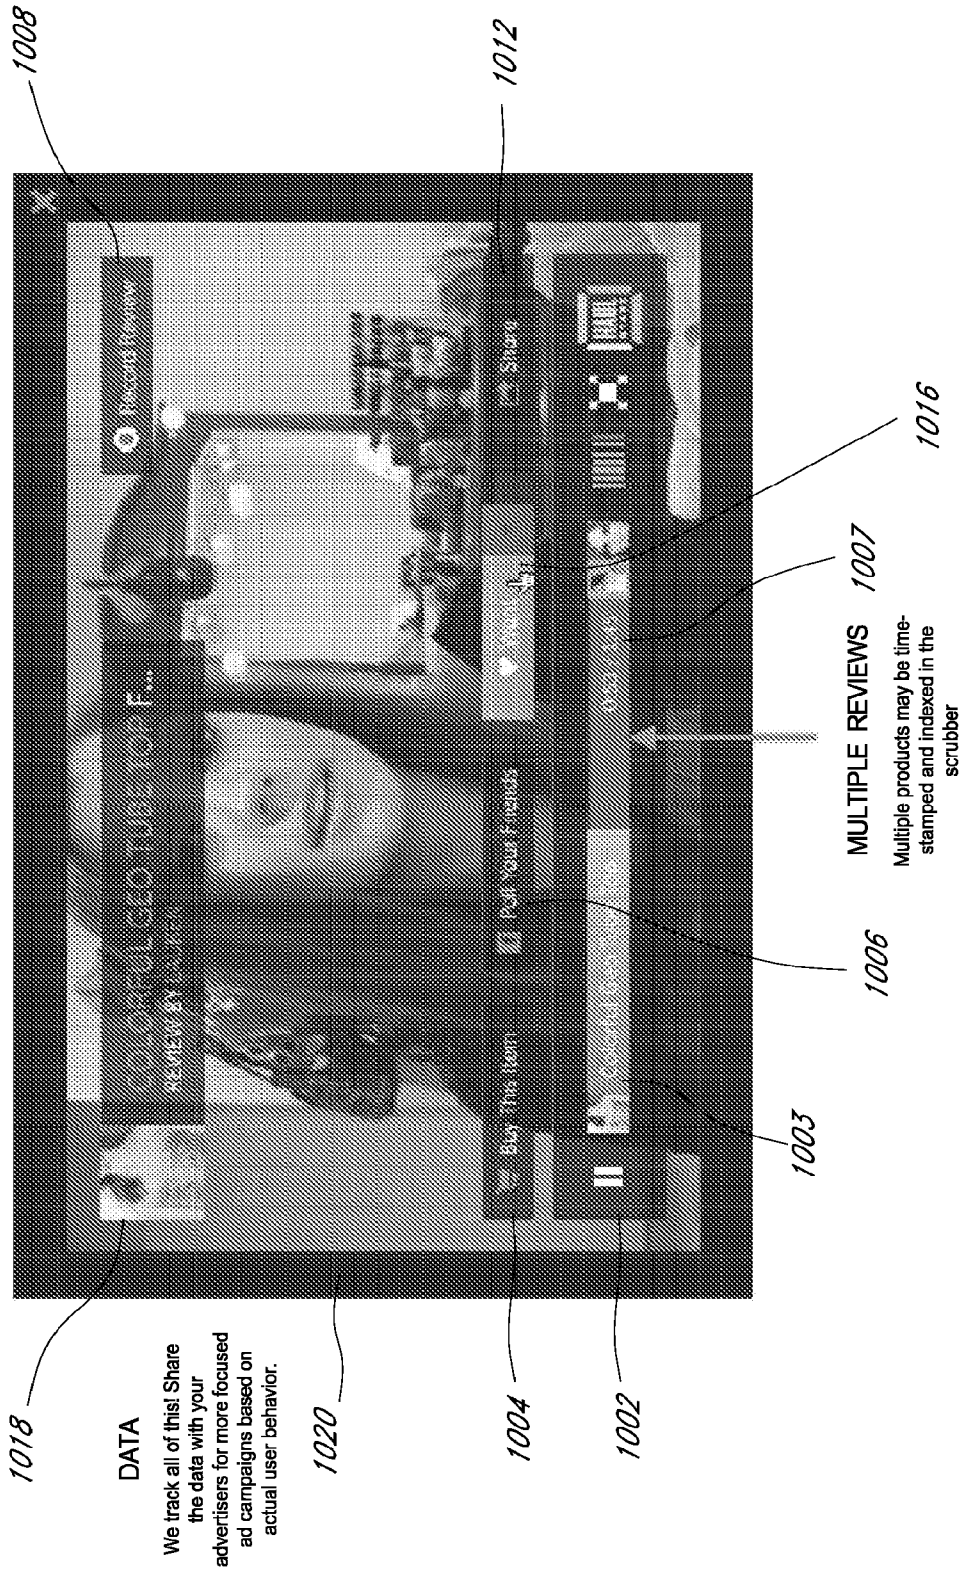 1018
DATA
We track all of this! Share
the data with your
advertisers for more focused
ad campaigns based on
actual user behavior.
1020
1004
1002
1008
Record Review
F...
REVIEW BY
Buy This Item
Poll Your Friends
Share
1012
1003
1006
1007
1016
MULTIPLE REVIEWS
Multiple products may be time-
stamped and indexed in the
scrubber